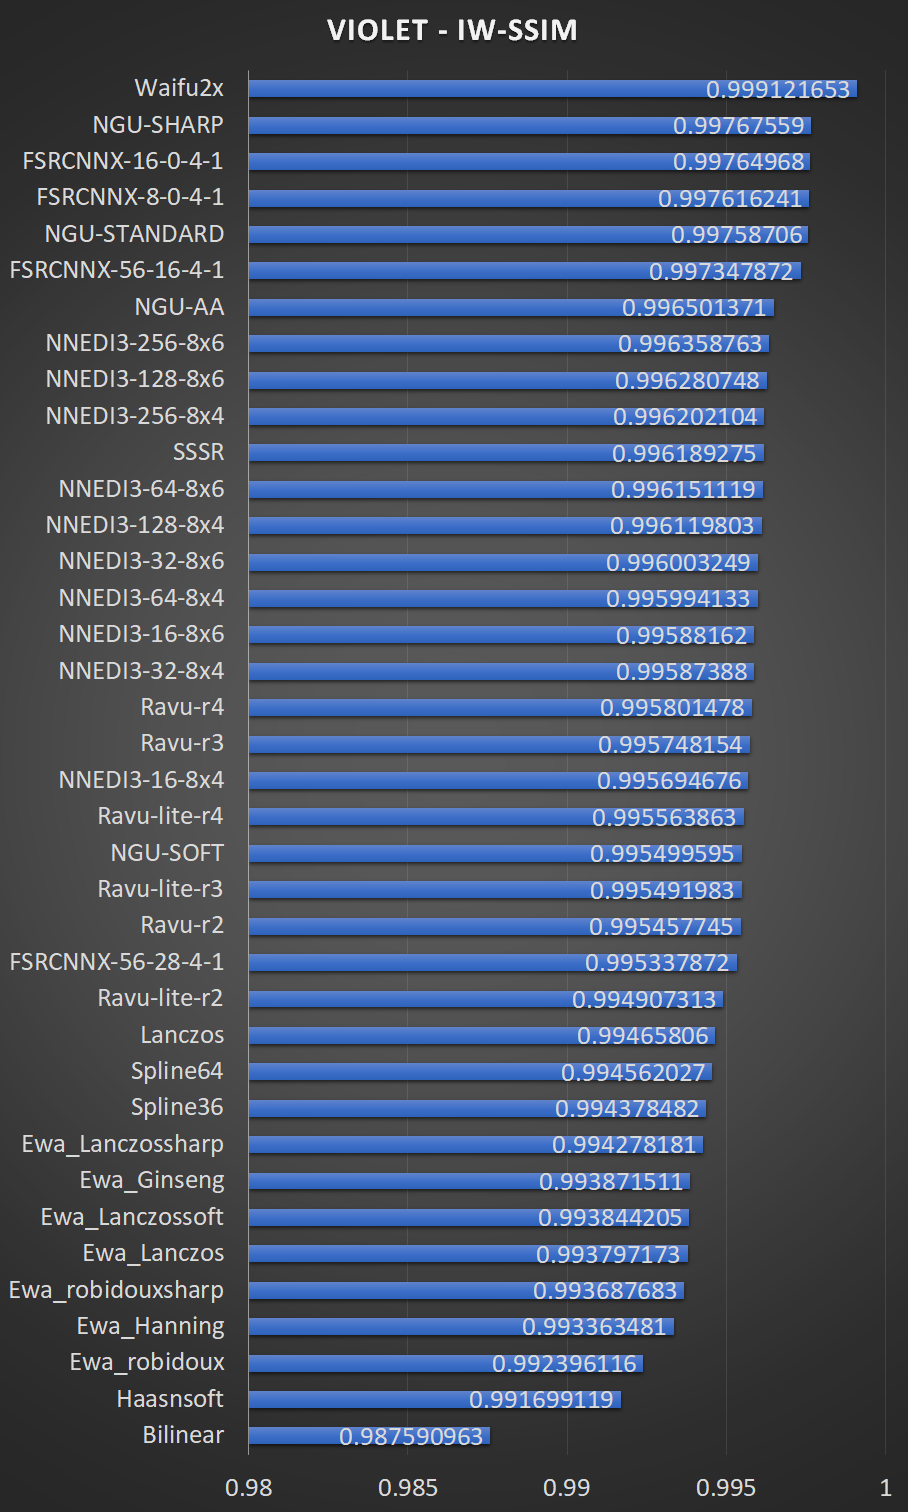 VIOLET - IW-SSIM
Waifu2x 0.999121653
NGU-SHARP 0.99767559
FSRCNNX-16-0-4-1 0.99764968
FSRCNNX-8-0-4-1 0.997616241
NGU-STANDARD 0.99758706
FSRCNNX-56-16-4-1 0.997347872
NGU-AA 0.996501371
NNEDI3-256-8x6 0.996358763
NNEDI3-128-8x6 0.996280748
NNEDI3-256-8x4 0.996202104
SSSR 0.996189275
NNEDI3-64-8x6 0.996151119
NNEDI3-128-8x4 0.996119803
NNEDI3-32-8x6 0.996003249
NNEDI3-64-8x4 0.995994133
NNEDI3-16-8x6 0.99588162
NNEDI3-32-8x4 0.99587388
Ravu-r4 0.995801478
Ravu-r3 0.995748154
NNEDI3-16-8x4 0.995694676
Ravu-lite-r4 0.995563863
NGU-SOFT 0.995499595
Ravu-lite-r3 0.995491983
Ravu-r2 0.995457745
FSRCNNX-56-28-4-1 0.995337872
Ravu-lite-r2 0.994907313
Lanczos 0.99465806
Spline64 0.994562027
Spline36 0.994378482
Ewa_Lanczossharp 0.994278181
Ewa_Ginseng 0.993871511
Ewa_Lanczossoft 0.993844205
Ewa_Lanczos 0.993797173
Ewa_robidouxsharp 0.993687683
Ewa_Hanning 0.993363481
Ewa_robidoux 0.992396116
Haasnsoft 0.991699119
Bilinear 0.987590963
0.98 0.985 0.99 0.995 1